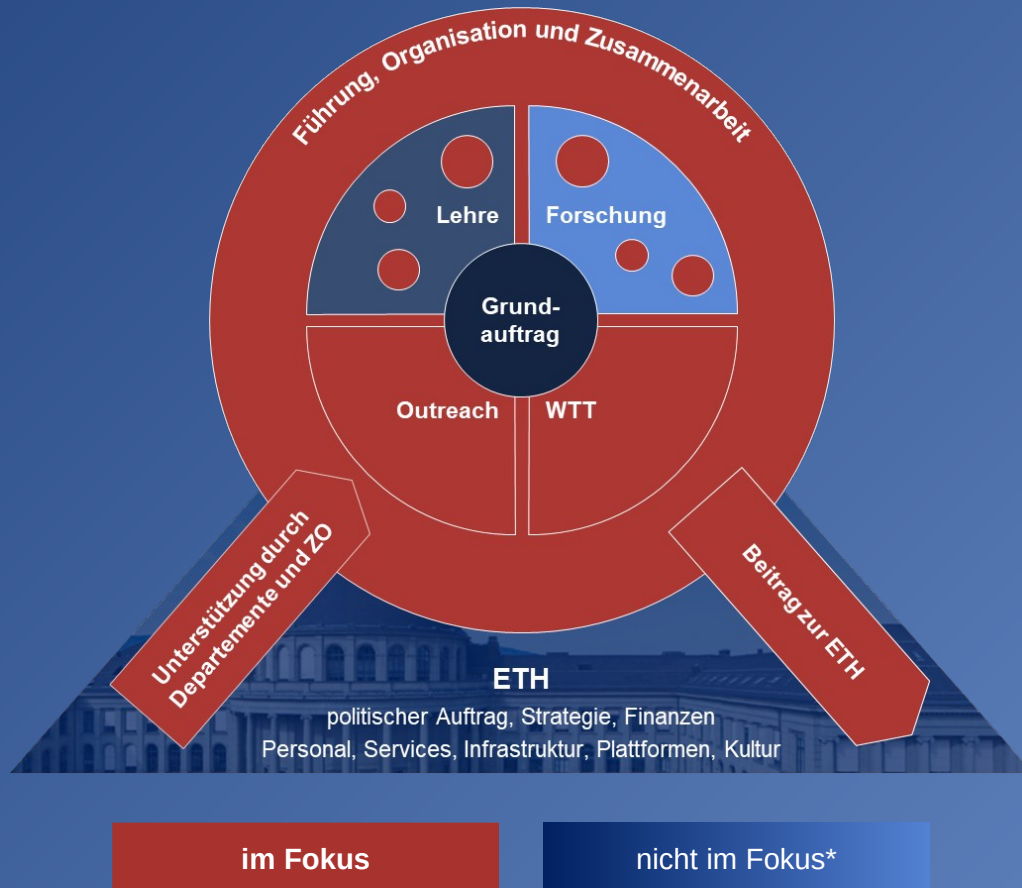 Führung, Organisation und Zusammenarbeit
Lehre
Forschung
Grund-
auftrag
Outreach
WTT
Unterstützung durch
Departemente und ZO
Beitrag zur ETH
ETH
politischer Auftrag, Strategie, Finanzen
Personal, Services, Infrastruktur, Plattformen, Kultur
im Fokus
nicht im Fokus*